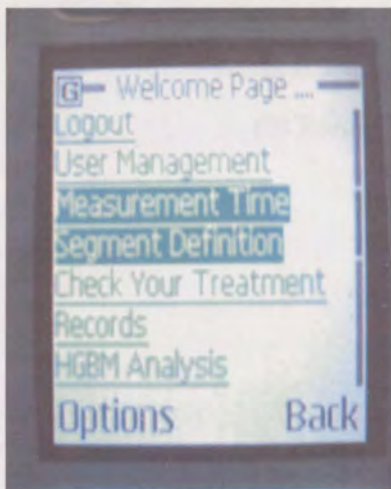 G Welcome Page ....
Logout
User Management
Measurement Time
Segment Definition
Check Your Treatment
Records
HGBM Analysis
Options Back